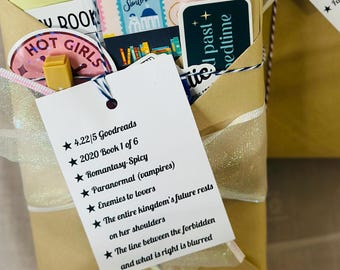 Y BOOK
HOT GIRLS
past
bedtime
nic
★ 4.22/5 Goodreads
★ 2020 Book 1 of 6
★ Romantasy-Spicy
★ Paranormal (vampires)
★ Enemies to lovers
★ The entire kingdom's future rests
on her shoulders
★ The line between the forbidden
and what is right is blurred